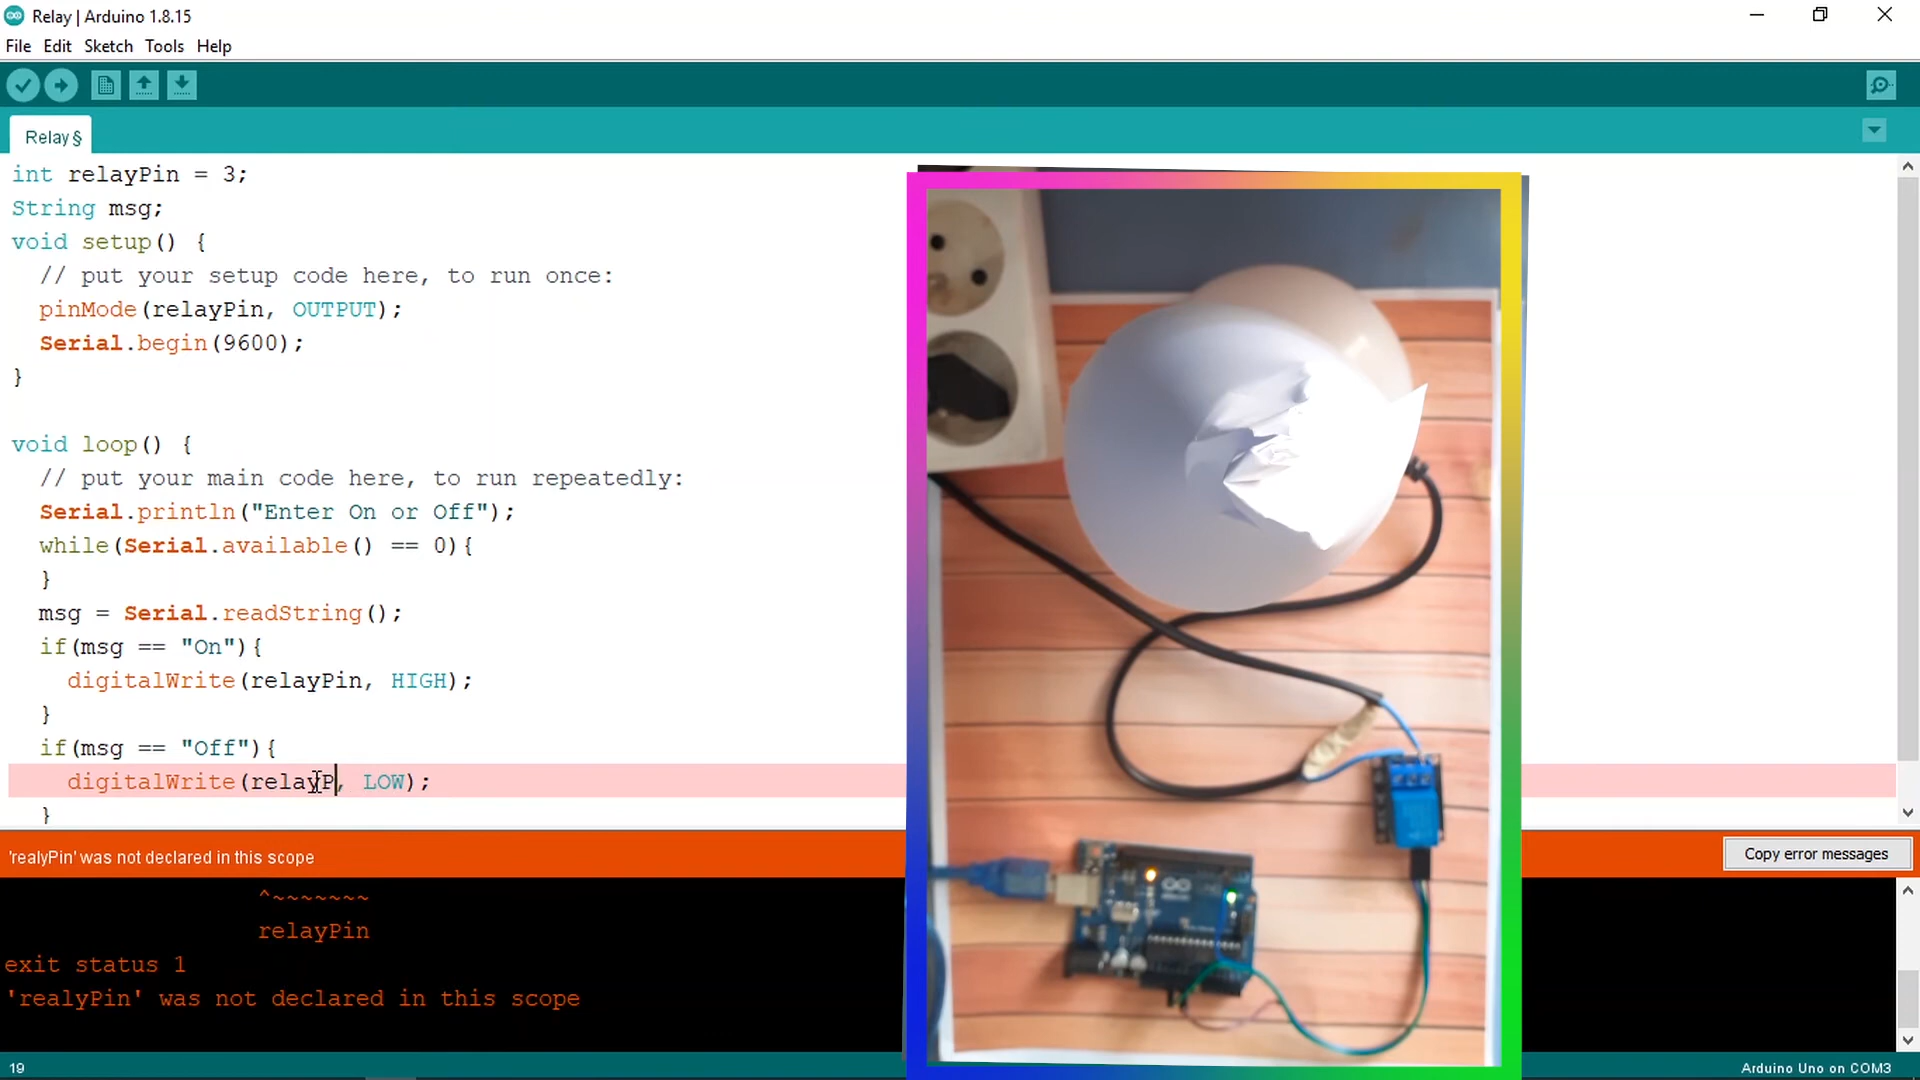 Relay | Arduino 1.8.15
File Edit Sketch Tools Help
Relay §
int relayPin = 3;
String msg;
void setup() {
// put your setup code here, to run once:
pinMode(relayPin, OUTPUT);
Serial.begin(9600);
}
void loop() {
// put your main code here, to run repeatedly:
Serial.println("Enter On or Off");
while(Serial.available() == 0){
}
msg = Serial.readString();
if(msg == "On"){
digitalWrite(relayPin, HIGH);
}
if(msg == "Off"){
digitalWrite(relayP, LOW);
}
'realyPin' was not declared in this scope
Copy error messages
^~~~~~~~
relayPin
exit status 1
'realyPin' was not declared in this scope
19
Arduino Uno on COM3